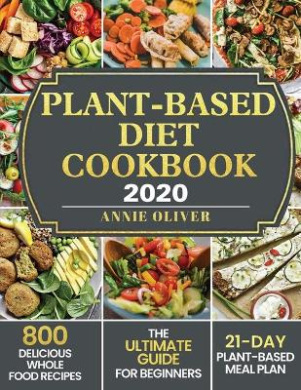 PLANT-BASED
DIET
COOKBOOK
2020
ANNIE OLIVER
800
DELICIOUS
WHOLE
FOOD RECIPES
THE
ULTIMATE
GUIDE
FOR BEGINNERS
21-DAY
PLANT-BASED
MEAL PLAN